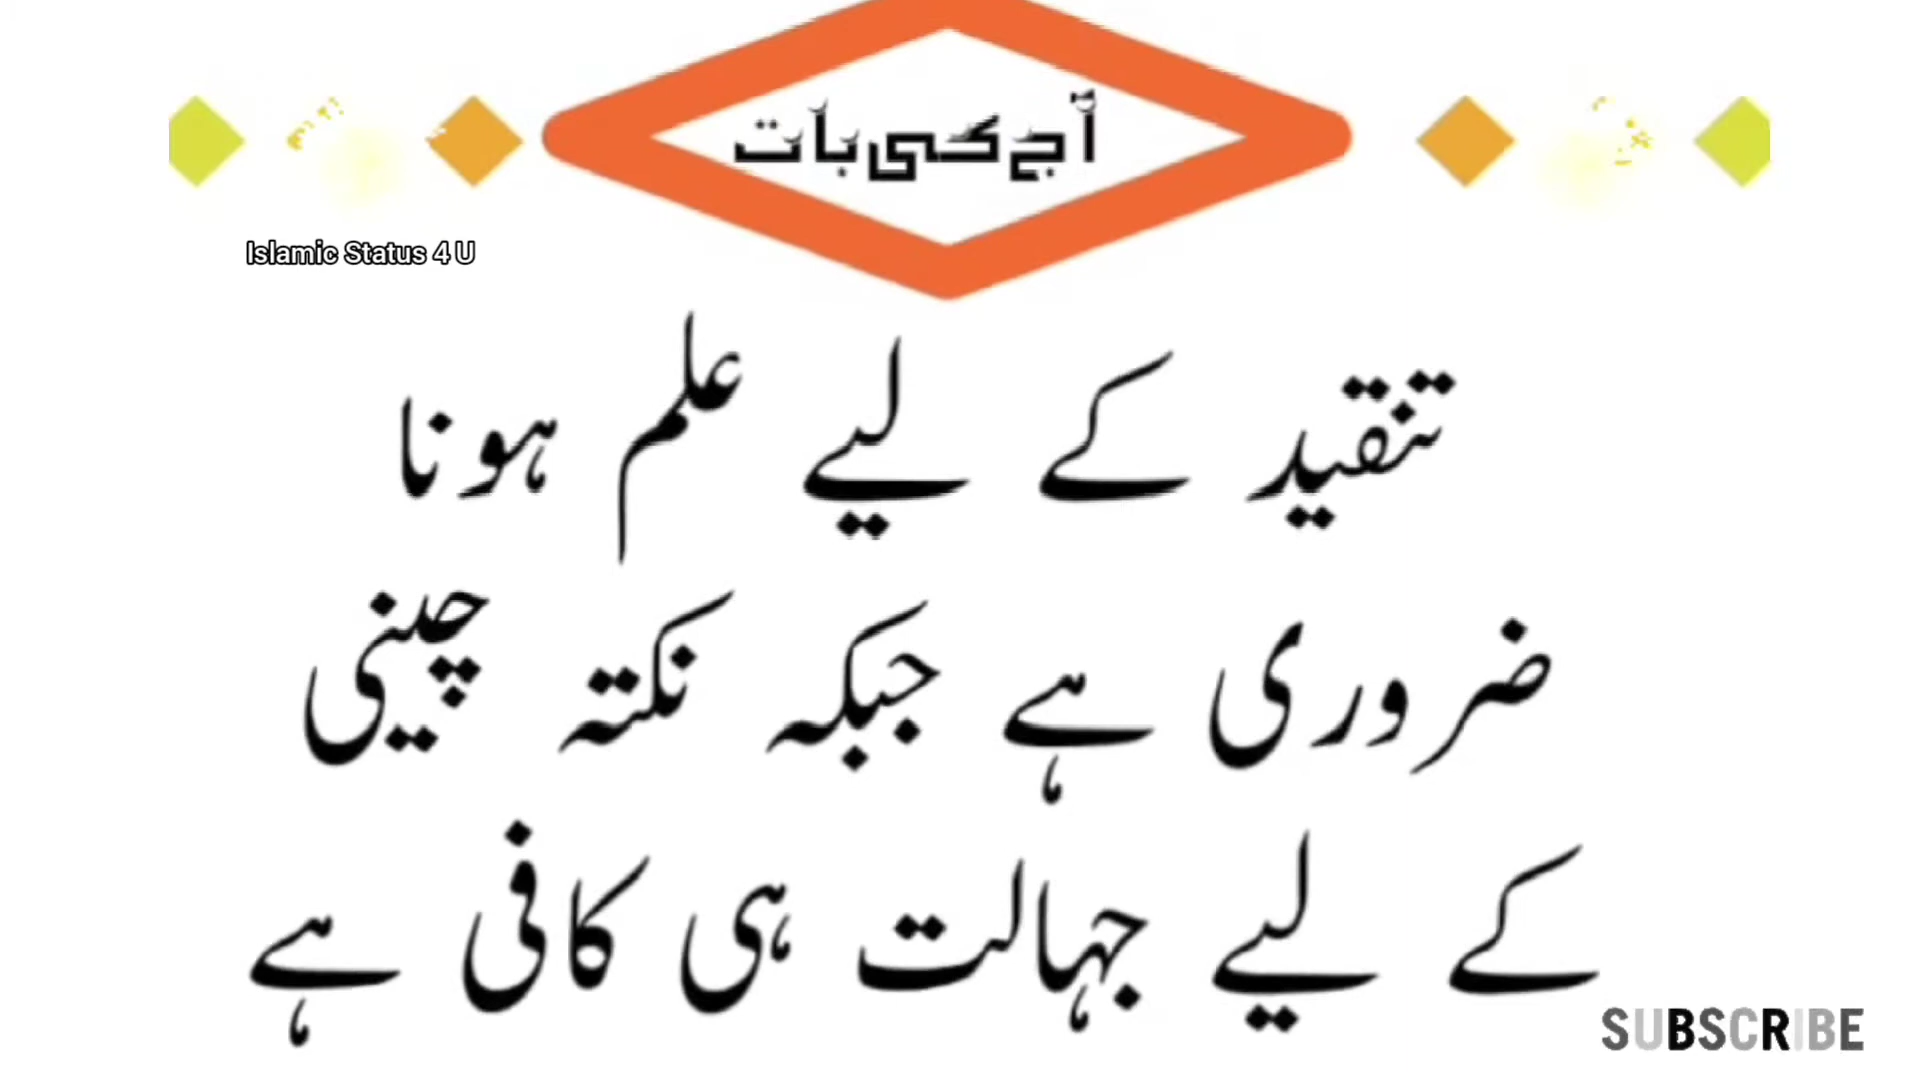 آج کی بات
Islamic Status 4 U
تنقید کے لیے علم ہونا
ضروری ہے جبکہ نکتہ چینی
کے لیے جہالت ہی کافی ہے
SUBSCRIBE